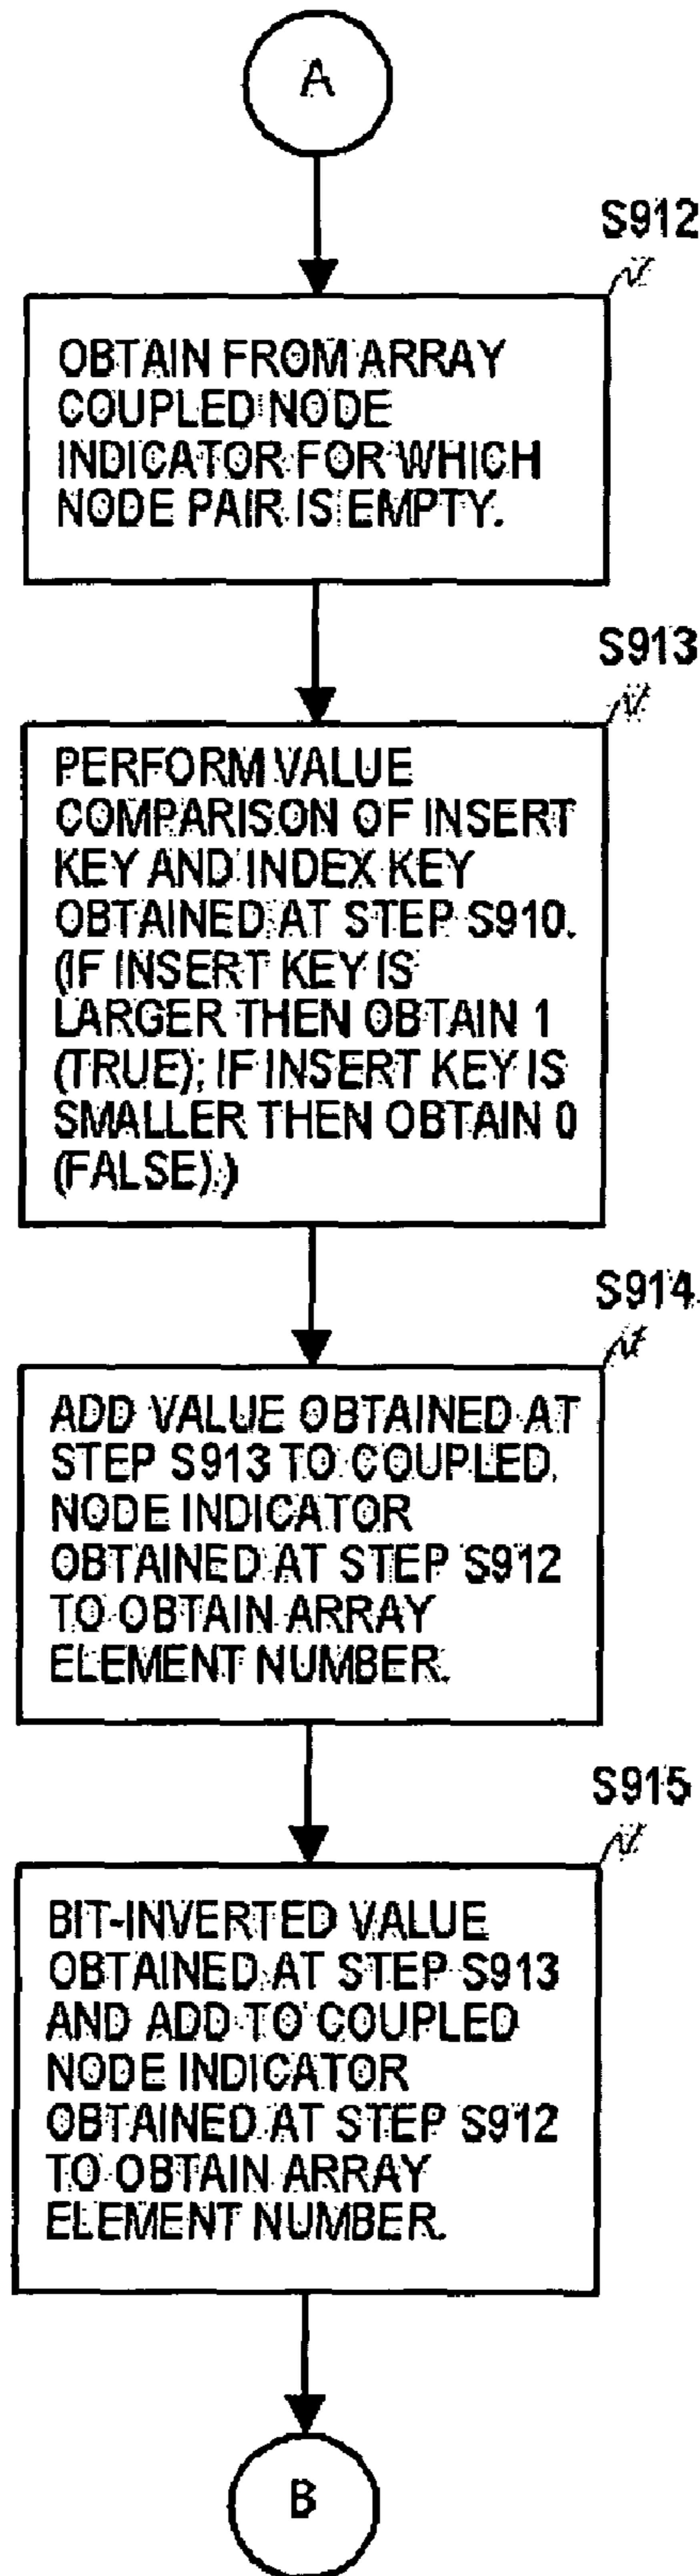 A
S912
OBTAIN FROM ARRAY
COUPLED NODE
INDICATOR FOR WHICH
NODE PAIR IS EMPTY.
S913
PERFORM VALUE
COMPARISON OF INSERT
KEY AND INDEX KEY
OBTAINED AT STEP S910.
(IF INSERT KEY IS
LARGER THEN OBTAIN 1
(TRUE); IF INSERT KEY IS
SMALLER THEN OBTAIN 0
(FALSE).)
S914
ADD VALUE OBTAINED AT
STEP S913 TO COUPLED
NODE INDICATOR
OBTAINED AT STEP S912
TO OBTAIN ARRAY
ELEMENT NUMBER.
S915
BIT-INVERTED VALUE
OBTAINED AT STEP S913
AND ADD TO COUPLED
NODE INDICATOR
OBTAINED AT STEP S912
TO OBTAIN ARRAY
ELEMENT NUMBER.
B